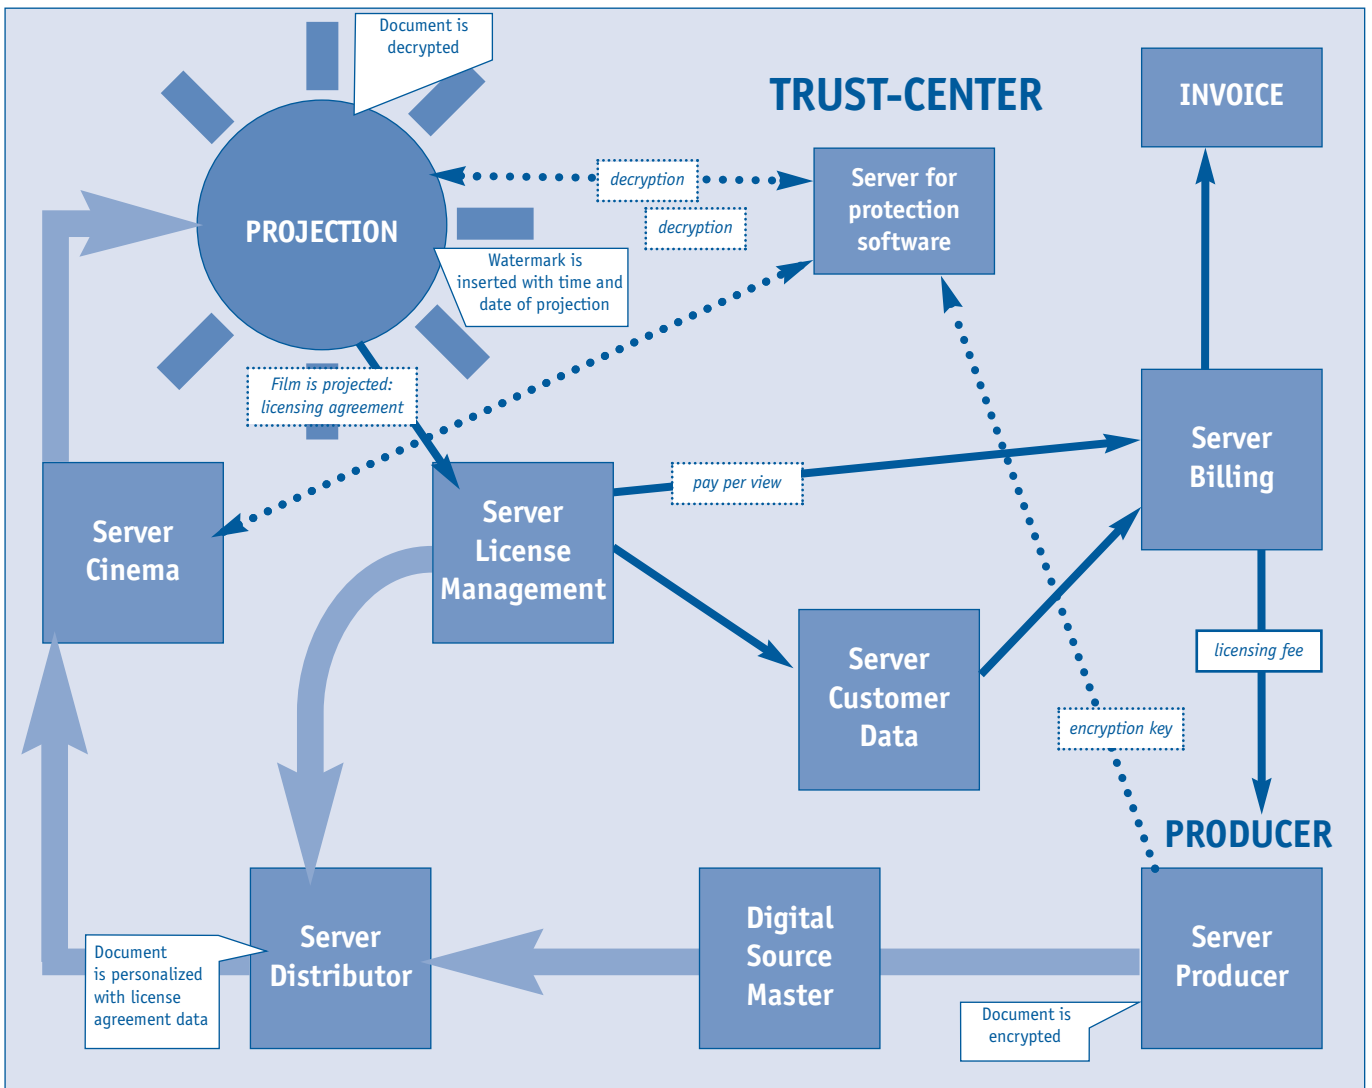 Document is
decrypted
TRUST-CENTER
INVOICE
decryption
Server for
protection
software
decryption
PROJECTION
Watermark is
inserted with time and
date of projection
Film is projected:
licensing agreement
Server
Billing
pay per view
Server
Cinema
Server
License
Management
licensing fee
Server
Customer
Data
encryption key
PRODUCER
Document
is personalized
with license
agreement data
Server
Distributor
Digital
Source
Master
Server
Producer
Document is
encrypted